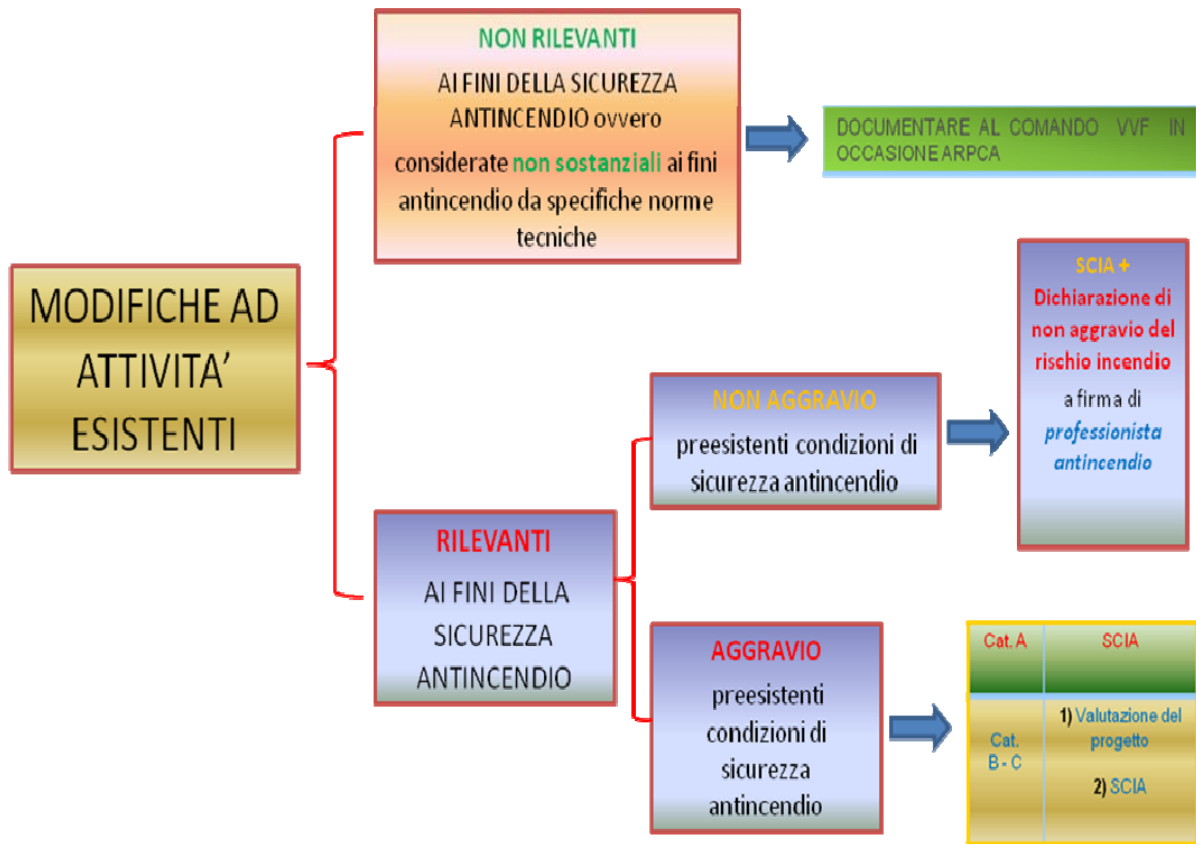 MODIFICHE AD
ATTIVITA’
ESISTENTI
NON RILEVANTI
AI FINI DELLA SICUREZZA
ANTINCENDIO ovvero
considerate non sostanziali ai fini
antincendio da specifiche norme
tecniche
DOCUMENTARE AL COMANDO VVF IN
OCCASIONE ARPCA
RILEVANTI
AI FINI DELLA
SICUREZZA
ANTINCENDIO
NON AGGRAVIO
preesistenti condizioni di
sicurezza antincendio
SCIA +
Dichiarazione di
non aggravio del
rischio incendio
a firma di
professionista
antincendio
AGGRAVIO
preesistenti
condizioni di
sicurezza
antincendio
Cat. A
SCIA
Cat.
B - C
1) Valutazione del
progetto
2) SCIA